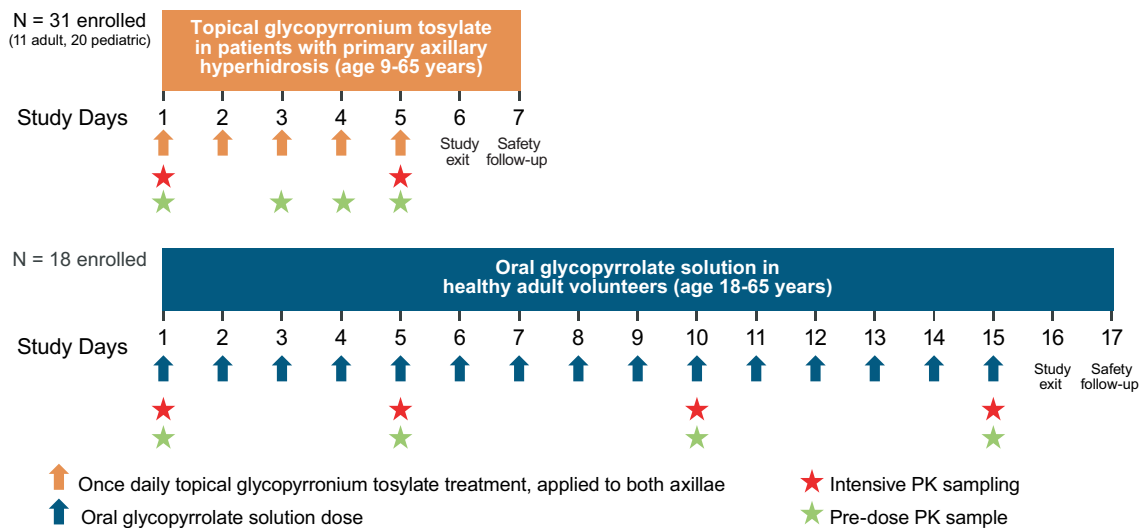 N = 31 enrolled
(11 adult, 20 pediatric)
Topical glycopyrronium tosylate
in patients with primary axillary
hyperhidrosis (age 9-65 years)
Study Days 1 2 3 4 5 6 7
Study exit Safety follow-up
N = 18 enrolled
Oral glycopyrrolate solution in
healthy adult volunteers (age 18-65 years)
Study Days 1 2 3 4 5 6 7 8 9 10 11 12 13 14 15 16 17
Study exit Safety follow-up
Once daily topical glycopyrronium tosylate treatment, applied to both axillae
Oral glycopyrrolate solution dose
Intensive PK sampling
Pre-dose PK sample